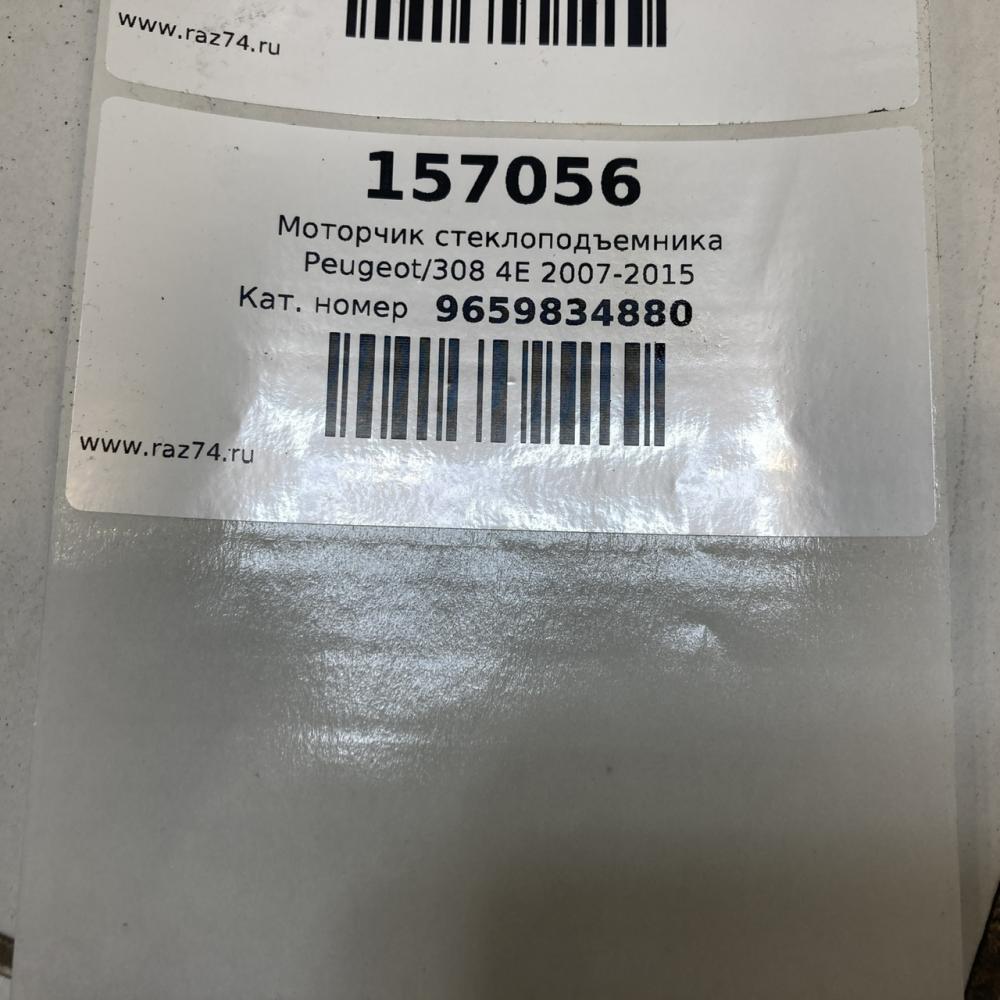 www.raz74.ru
157056
Моторчик стеклоподъемника
Peugeot/308 4E 2007-2015
Кат. номер 9659834880
www.raz74.ru